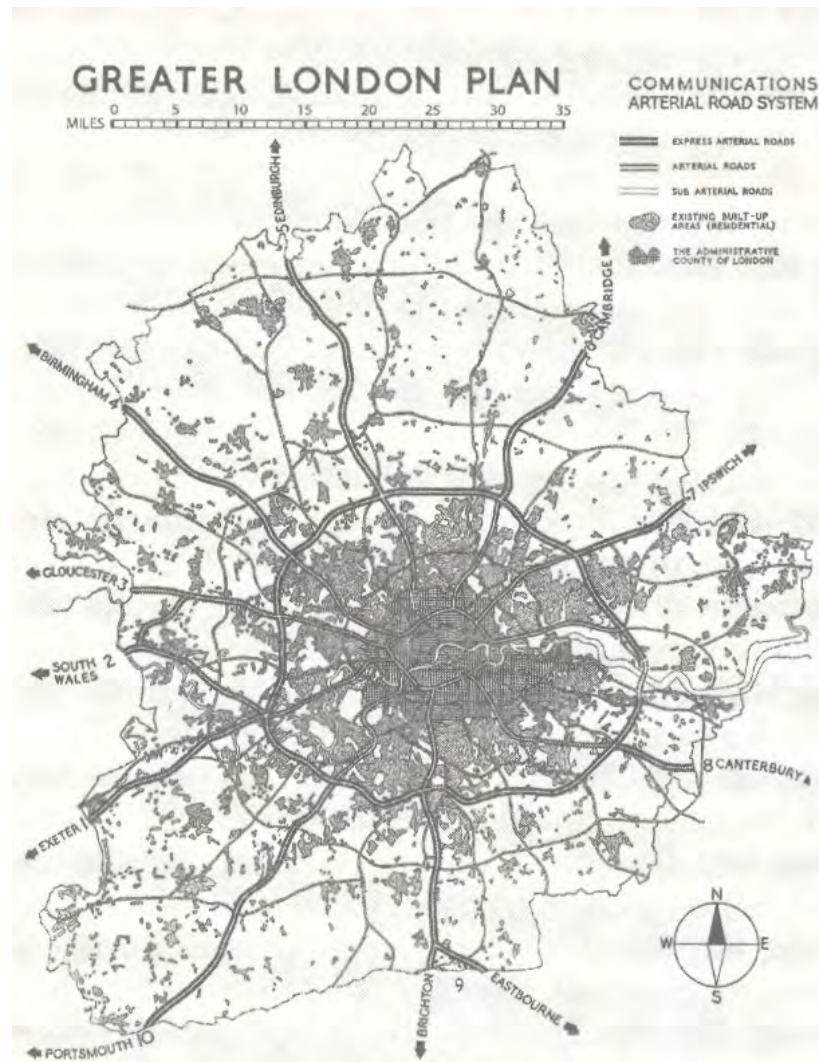 GREATER LONDON PLAN
0 5 10 15 20 25 30 35
MILES
COMMUNICATIONS
ARTERIAL ROAD SYSTEM
EXPRESS ARTERIAL ROADS
ARTERIAL ROADS
SUB ARTERIAL ROADS
EXISTING BUILT-UP
AREAS (RESIDENTIAL)
THE ADMINISTRATIVE
COUNTY OF LONDON
5 EDINBURGH
6 CAMBRIDGE
BIRMINGHAM 4
7 IPSWICH
GLOUCESTER 3
SOUTH 2
WALES
8 CANTERBURY
EXETER 1
N
W E
S
BRIGHTON
9
EASTBOURNE
PORTSMOUTH 10